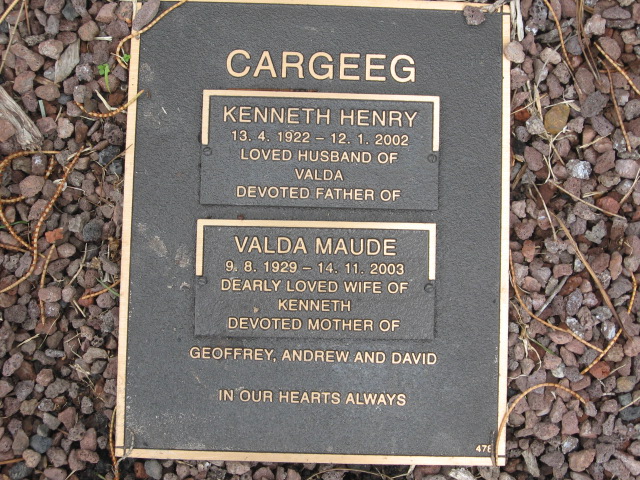 CARGEEG
KENNETH HENRY
13. 4. 1922 – 12. 1. 2002
LOVED HUSBAND OF
VALDA
DEVOTED FATHER OF
VALDA MAUDE
9. 8. 1929 – 14. 11. 2003
DEARLY LOVED WIFE OF
KENNETH
DEVOTED MOTHER OF
GEOFFREY, ANDREW AND DAVID
IN OUR HEARTS ALWAYS